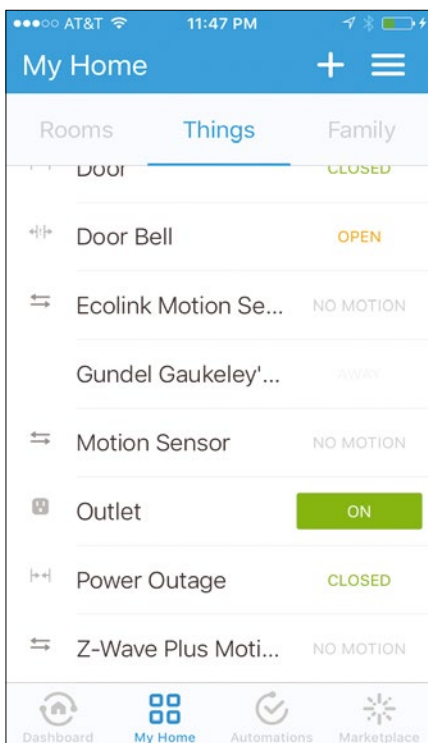 AT&T 11:47 PM
My Home
Rooms Things Family
Door CLOSED
Door Bell OPEN
Ecolink Motion Se... NO MOTION
Gundel Gaukeley'... AWAY
Motion Sensor NO MOTION
Outlet ON
Power Outage CLOSED
Z-Wave Plus Moti... NO MOTION
Dashboard My Home Automations Marketplace